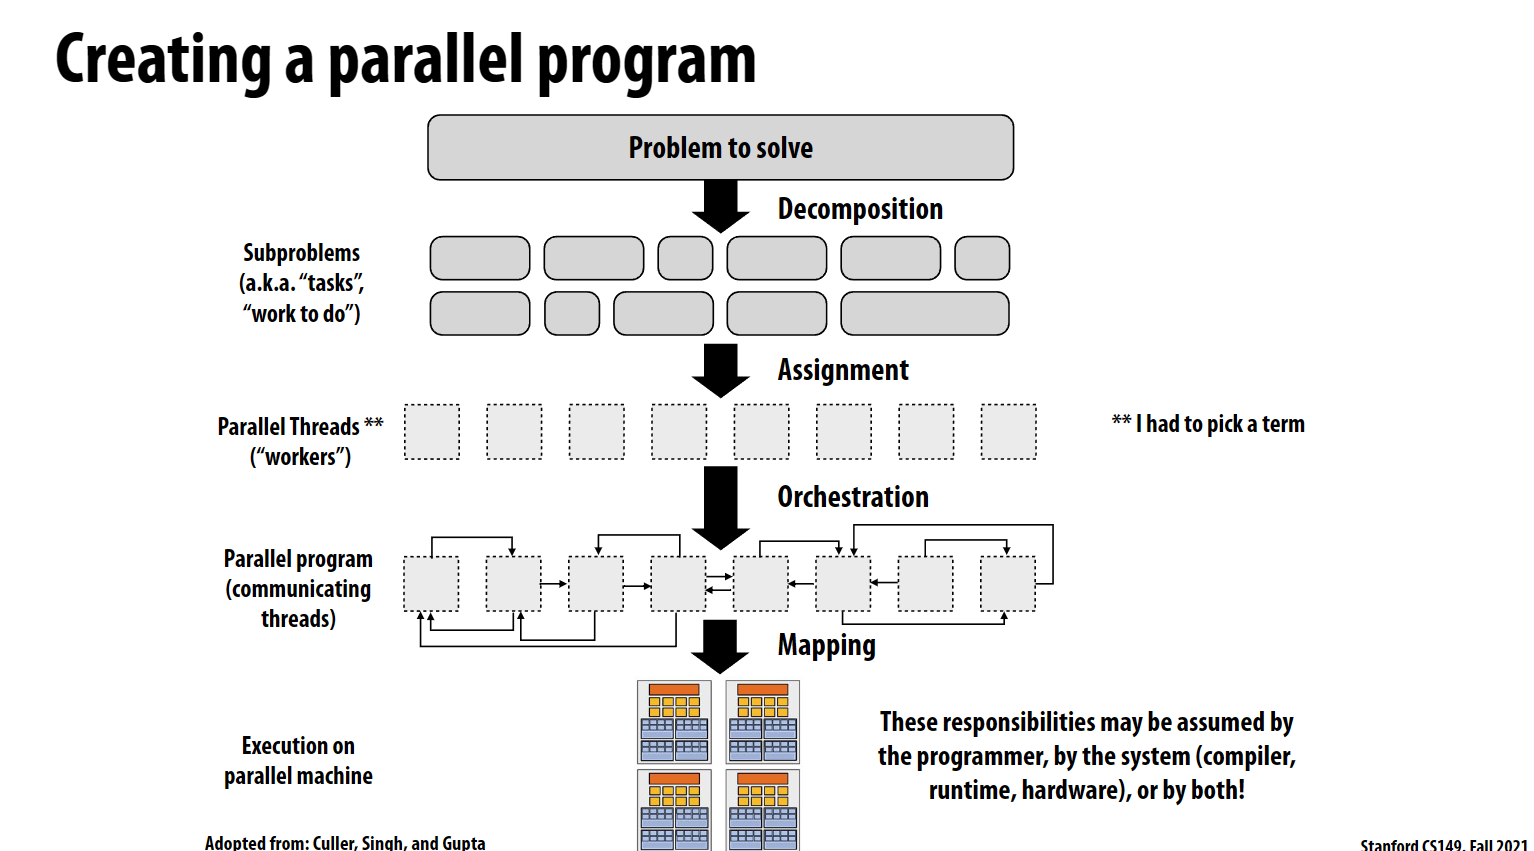 Creating a parallel program
Problem to solve
Decomposition
Subproblems
(a.k.a. “tasks”,
“work to do”)
Assignment
Parallel Threads **
(“workers”)
** I had to pick a term
Orchestration
Parallel program
(communicating
threads)
Mapping
Execution on
parallel machine
These responsibilities may be assumed by
the programmer, by the system (compiler,
runtime, hardware), or by both!
Adopted from: Culler, Singh, and Gupta
Stanford CS149, Fall 2021